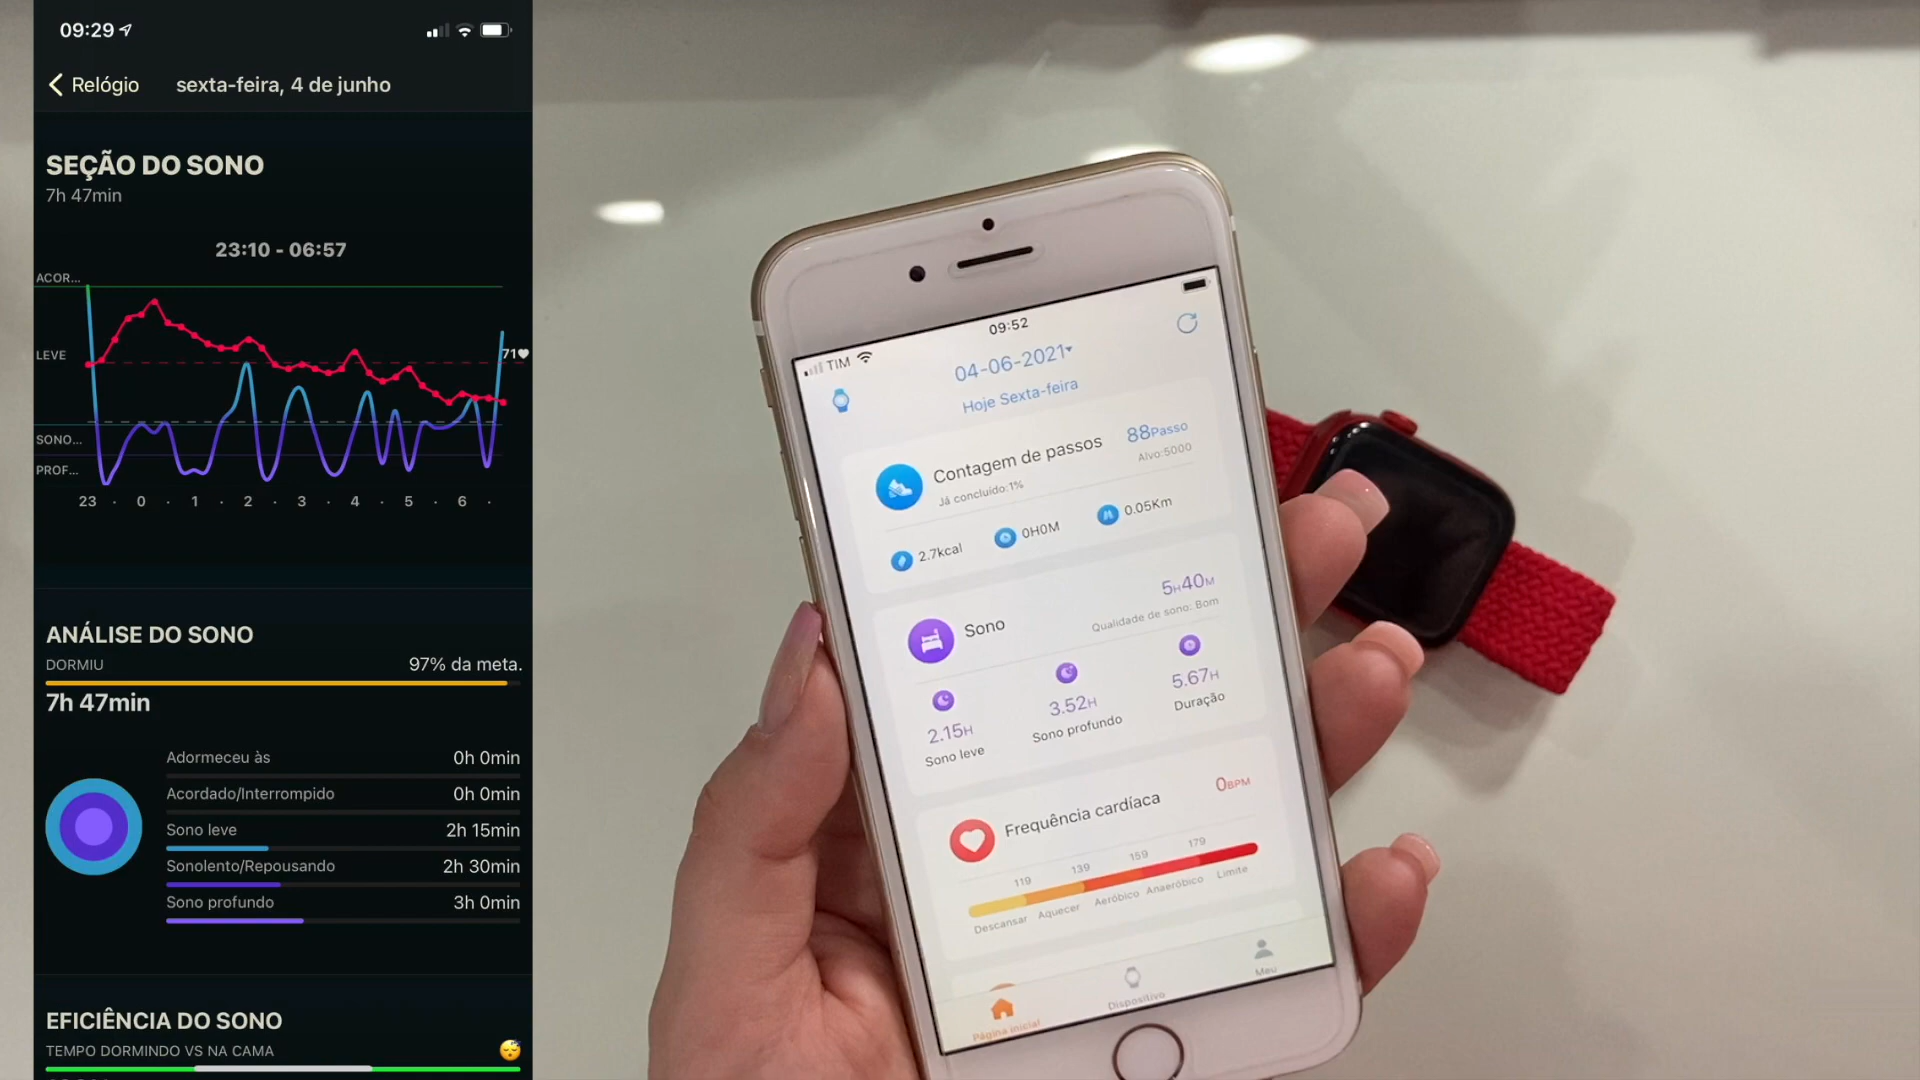 09:29
Relógio
sexta-feira, 4 de junho
SEÇÃO DO SONO
7h 47min
23:10 - 06:57
ACOR...
LEVE
71
SONO...
PROF...
23 · 0 · 1 · 2 · 3 · 4 · 5 · 6 ·
ANÁLISE DO SONO
DORMIU
97% da meta.
7h 47min
Adormeceu às 0h 0min
Acordado/Interrompido 0h 0min
Sono leve 2h 15min
Sonolento/Repousando 2h 30min
Sono profundo 3h 0min
EFICIÊNCIA DO SONO
TEMPO DORMINDO VS NA CAMA
TIM
09:52
04-06-2021
Hoje Sexta-feira
Contagem de passos
88Passo
Já concluído:1%
Alvo:5000
2.7kcal
0H0M
0.05Km
Sono
5H40M
Qualidade de sono: Bom
2.15H
Sono leve
3.52H
Sono profundo
5.67H
Duração
Frequência cardíaca
0BPM
119 139 159 179
Descansar Aquecer Aeróbico Anaeróbico Limite
Página inicial
Dispositivo
Meu